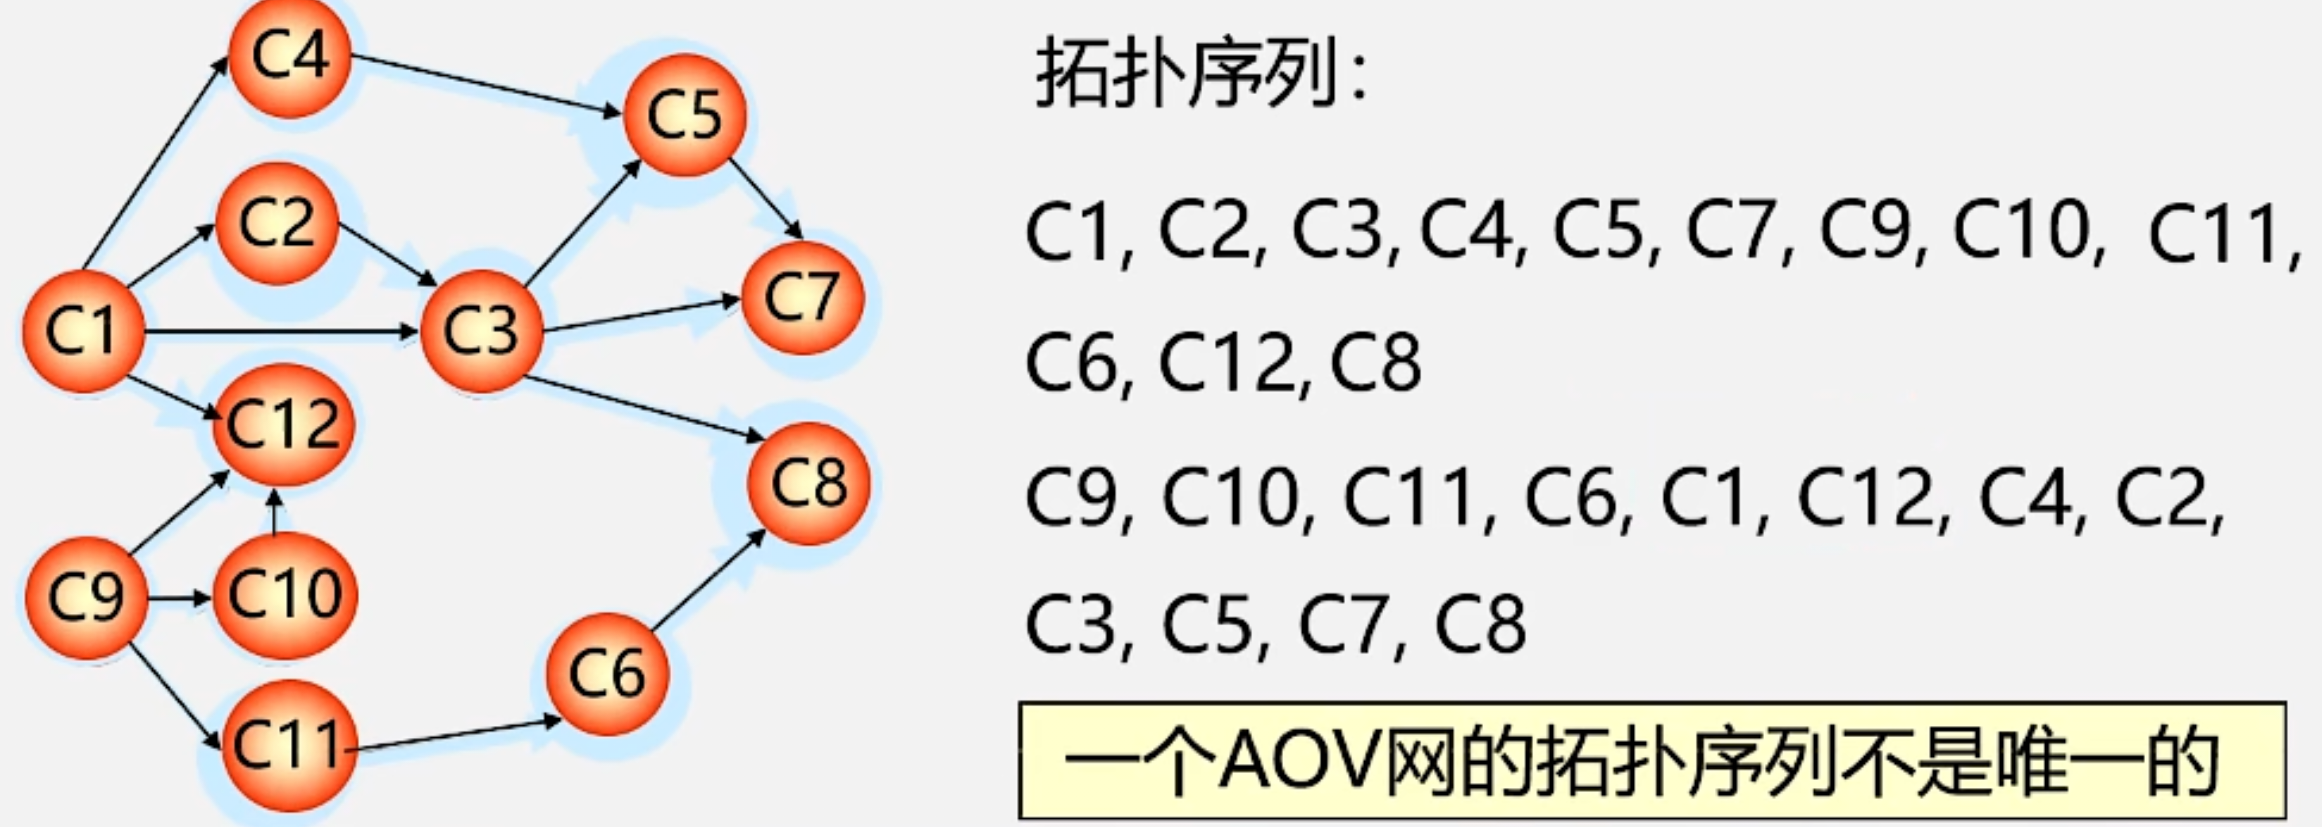 C4
C5
C2
C7
C1
C3
C12
C8
C9
C10
C6
C11
拓扑序列：
C1, C2, C3, C4, C5, C7, C9, C10, C11,
C6, C12, C8
C9, C10, C11, C6, C1, C12, C4, C2,
C3, C5, C7, C8
一个AOV网的拓扑序列不是唯一的